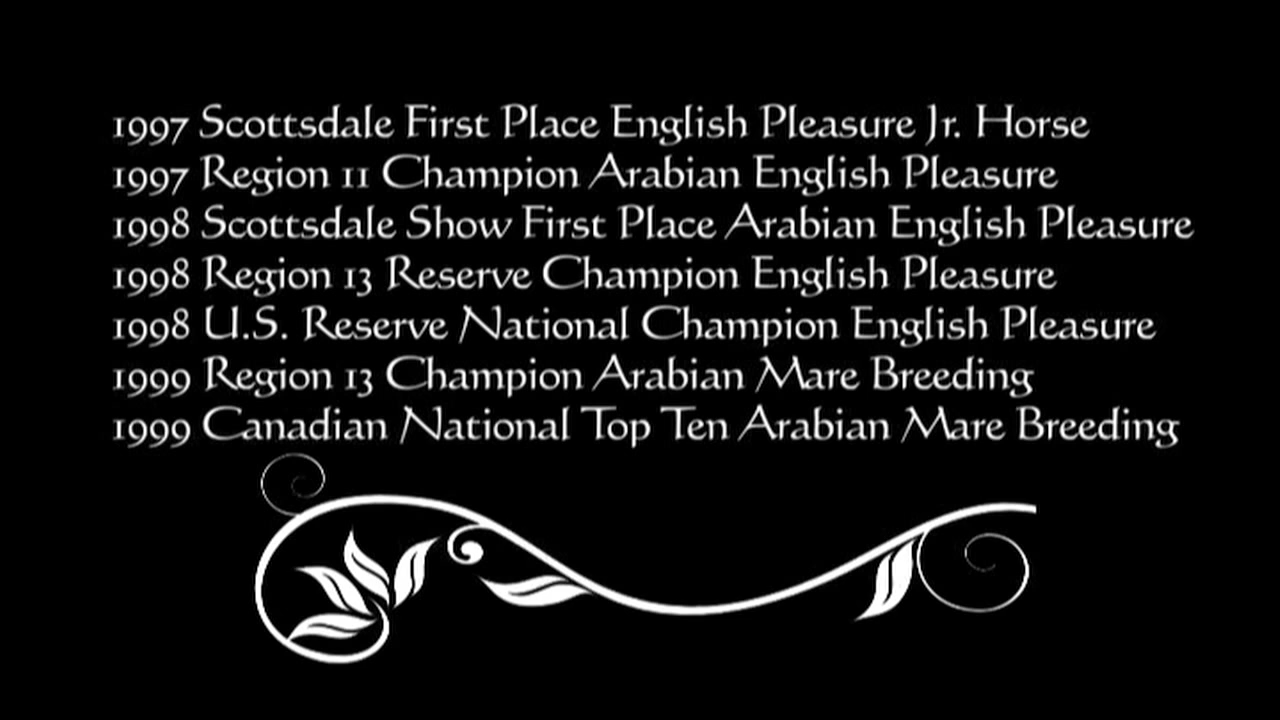 1997 Scottsdale First Place English Pleasure Jr. Horse
1997 Region 11 Champion Arabian English Pleasure
1998 Scottsdale Show First Place Arabian English Pleasure
1998 Region 13 Reserve Champion English Pleasure
1998 U.S. Reserve National Champion English Pleasure
1999 Region 13 Champion Arabian Mare Breeding
1999 Canadian National Top Ten Arabian Mare Breeding